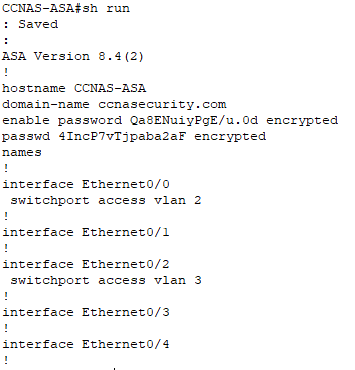 CCNAS-ASA#sh run
: Saved
:
ASA Version 8.4(2)
!
hostname CCNAS-ASA
domain-name ccnasecurity.com
enable password Qa8ENuiyPgE/u.0d encrypted
passwd 4IncP7vTjpaba2aF encrypted
names
!
interface Ethernet0/0
 switchport access vlan 2
!
interface Ethernet0/1
!
interface Ethernet0/2
 switchport access vlan 3
!
interface Ethernet0/3
!
interface Ethernet0/4
!